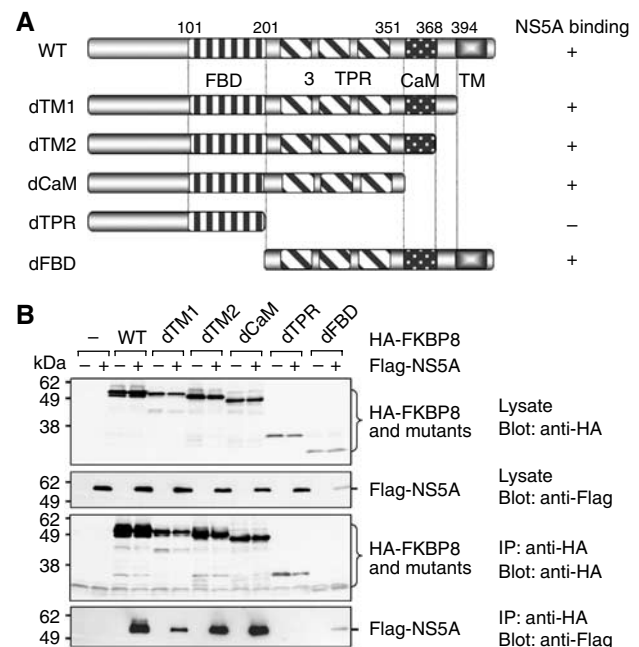 A
101 201 351 368 394 NS5A binding
WT +
FBD 3 TPR CaM TM
dTM1 +
dTM2 +
dCaM +
dTPR –
dFBD +
B
– WT dTM1 dTM2 dCaM dTPR dFBD HA-FKBP8
kDa – + – + – + – + – + – + – + Flag-NS5A
62
49
38
HA-FKBP8
and mutants
Lysate
Blot: anti-HA
62
49
Flag-NS5A
Lysate
Blot: anti-Flag
62
49
38
HA-FKBP8
and mutants
IP: anti-HA
Blot: anti-HA
62
49
Flag-NS5A
IP: anti-HA
Blot: anti-Flag